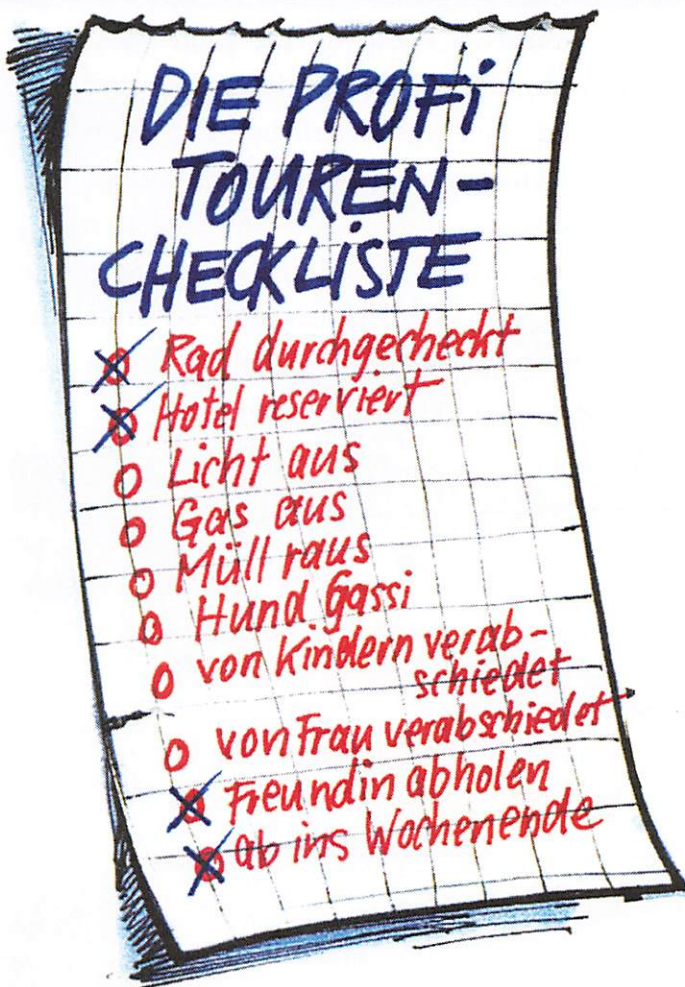 DIE PROFi
TOUREN-
CHECKLiSTE
Rad durchgecheckt
Hotel reserviert
Licht aus
Gas aus
Müll raus
Hund Gassi
von Kindern verab-
schiedet
von Frau verabschiedet
Freundin abholen
ab ins Wochenende